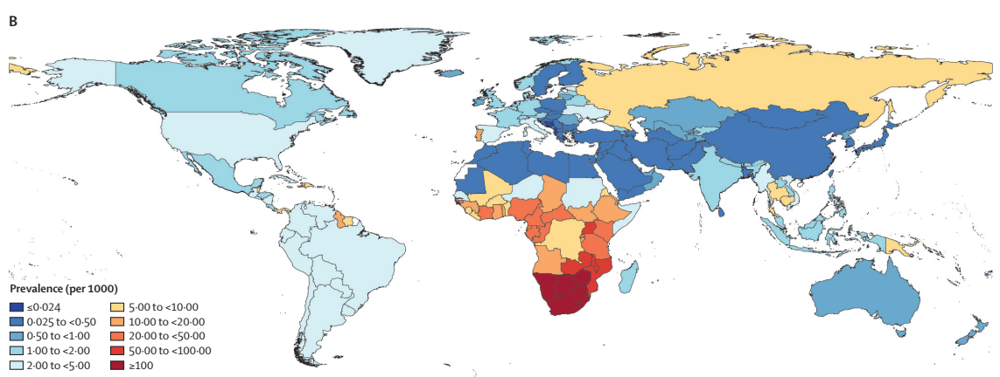 B
Prevalence (per 1000)
≤0·024
0·025 to <0·50
0·50 to <1·00
1·00 to <2·00
2·00 to <5·00
5·00 to <10·00
10·00 to <20·00
20·00 to <50·00
50·00 to <100·00
≥100